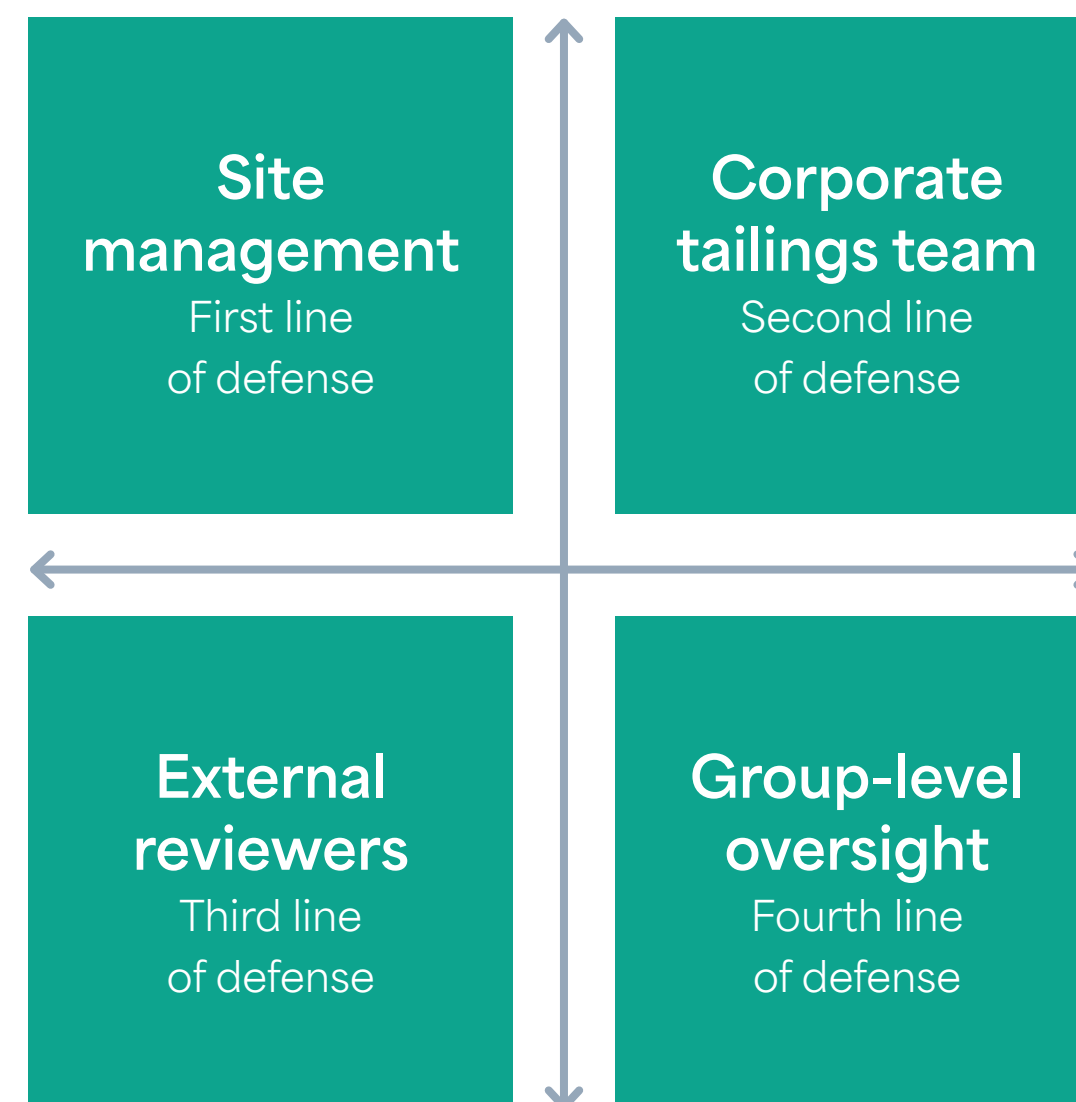 Site
management
First line
of defense
Corporate
tailings team
Second line
of defense
External
reviewers
Third line
of defense
Group-level
oversight
Fourth line
of defense